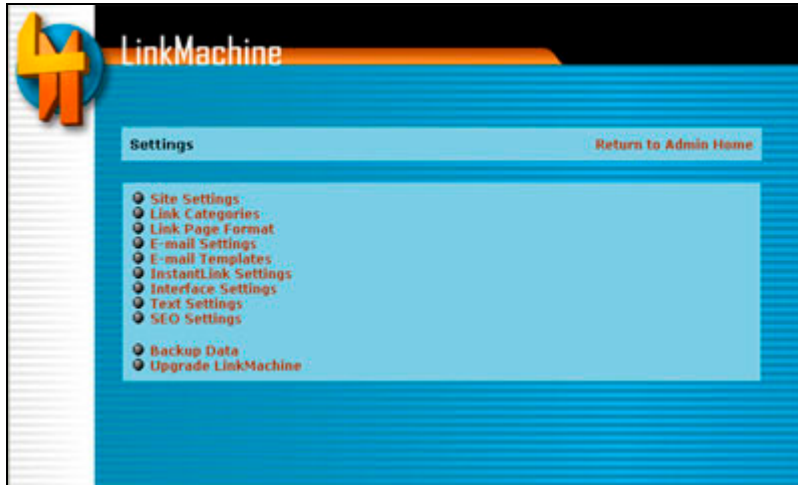 LinkMachine
Settings
Return to Admin Home
Site Settings
Link Categories
Link Page Format
E-mail Settings
E-mail Templates
InstantLink Settings
Interface Settings
Text Settings
SEO Settings
Backup Data
Upgrade LinkMachine